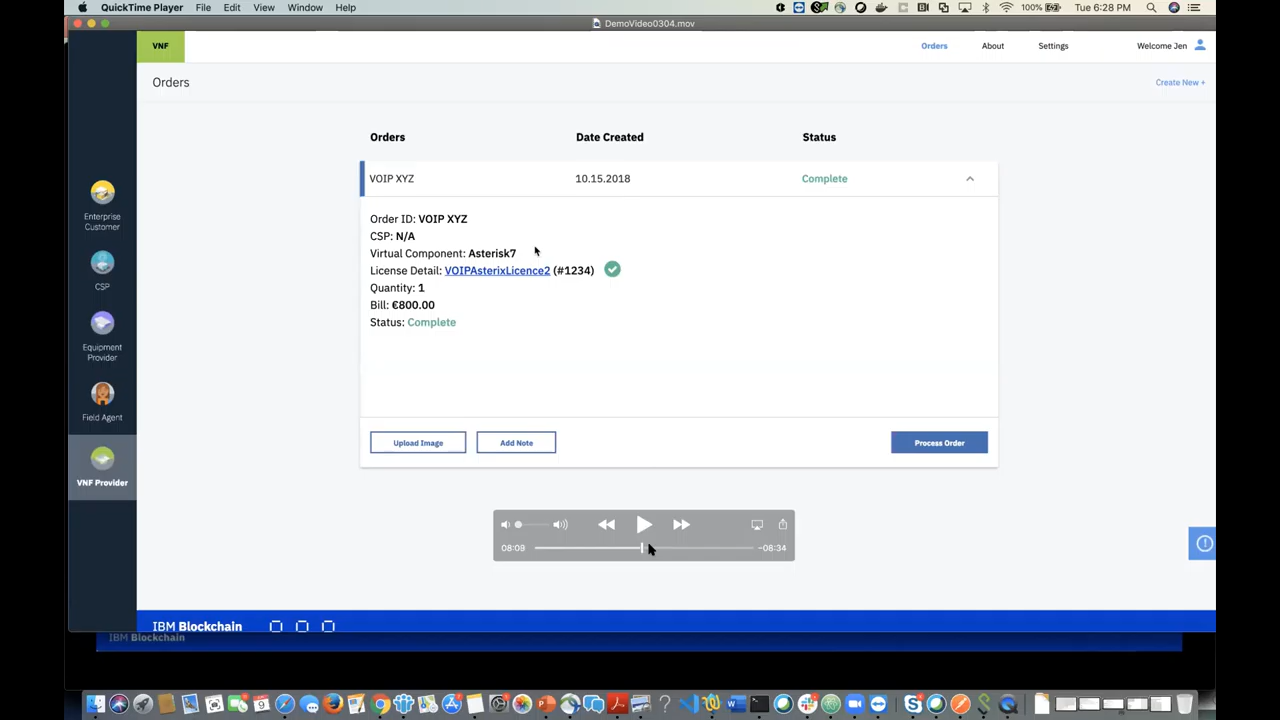 QuickTime Player File Edit View Window Help 100% Tue 6:28 PM
DemoVideo0304.mov
VNF Orders About Settings Welcome Jen
Orders Create New +
Orders Date Created Status
VOIP XYZ 10.15.2018 Complete
Order ID: VOIP XYZ
CSP: N/A
Virtual Component: Asterisk7
License Detail: VOIPAsterixLicence2 (#1234)
Quantity: 1
Bill: €800.00
Status: Complete
Upload Image Add Note Process Order
Enterprise
Customer
CSP
Equipment
Provider
Field Agent
VNF Provider
08:09 -08:34
IBM Blockchain
IBM Blockchain